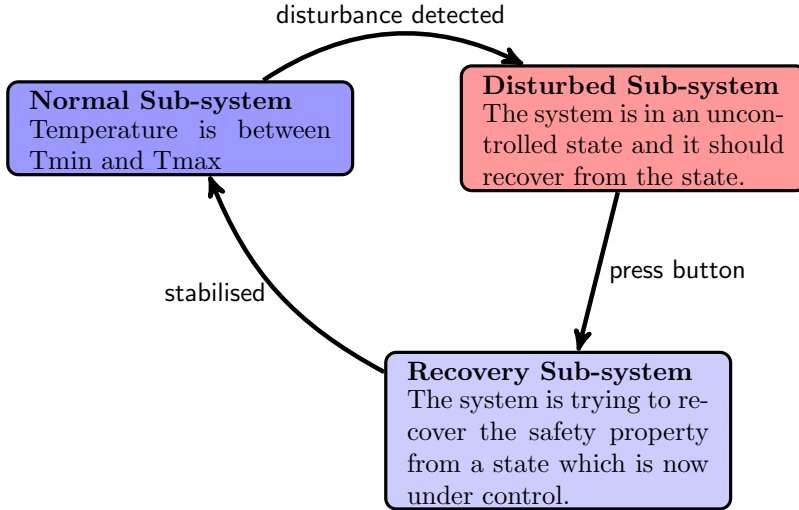 disturbance detected
Normal Sub-system
Temperature is between
Tmin and Tmax
Disturbed Sub-system
The system is in an uncon-
trolled state and it should
recover from the state.
press button
stabilised
Recovery Sub-system
The system is trying to re-
cover the safety property
from a state which is now
under control.